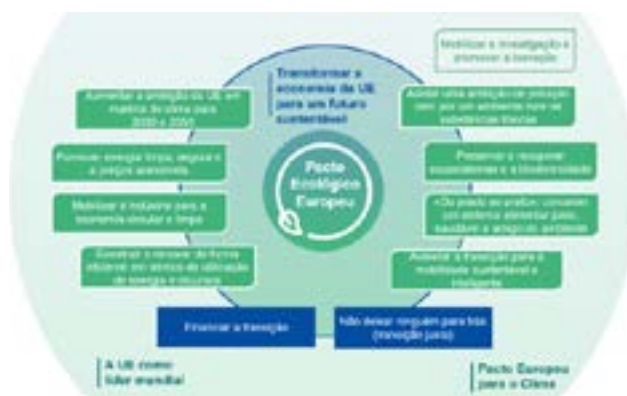 Mobilizar a investigação e
promover a inovação
Transformar a
economia da UE
para um futuro
sustentável
Aumentar a ambição da UE em
matéria de clima para
2030 e 2050
Adotar uma ambição de poluição
zero por um ambiente livre de
substâncias tóxicas
Fornecer energia limpa, segura e
a preços acessíveis
Preservar e recuperar
ecossistemas e a biodiversidade
Pacto
Ecológico
Europeu
Mobilizar a indústria para a
economia circular e limpa
«Do prado ao prato»: conceber
um sistema alimentar justo,
saudável e amigo do ambiente
Construir e renovar de forma
eficiente em termos de utilização
de energia e recursos
Acelerar a transição para a
mobilidade sustentável e
inteligente
Financiar a transição
Não deixar ninguém para trás
(transição justa)
A UE como
líder mundial
Pacto Europeu
para o Clima